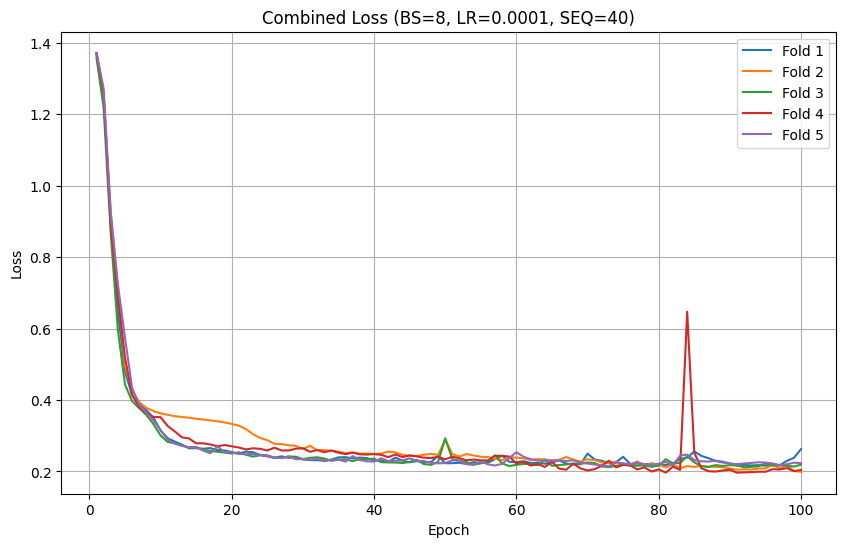 Combined Loss (BS=8, LR=0.0001, SEQ=40)
Loss
1.4
1.2
1.0
0.8
0.6
0.4
0.2
Fold 1
Fold 2
Fold 3
Fold 4
Fold 5
0 20 40 60 80 100
Epoch